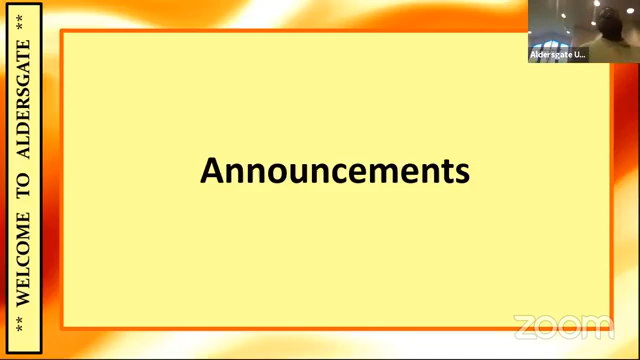 ** WELCOME TO ALDERSGATE **
Announcements
Aldersgate U...
zoom